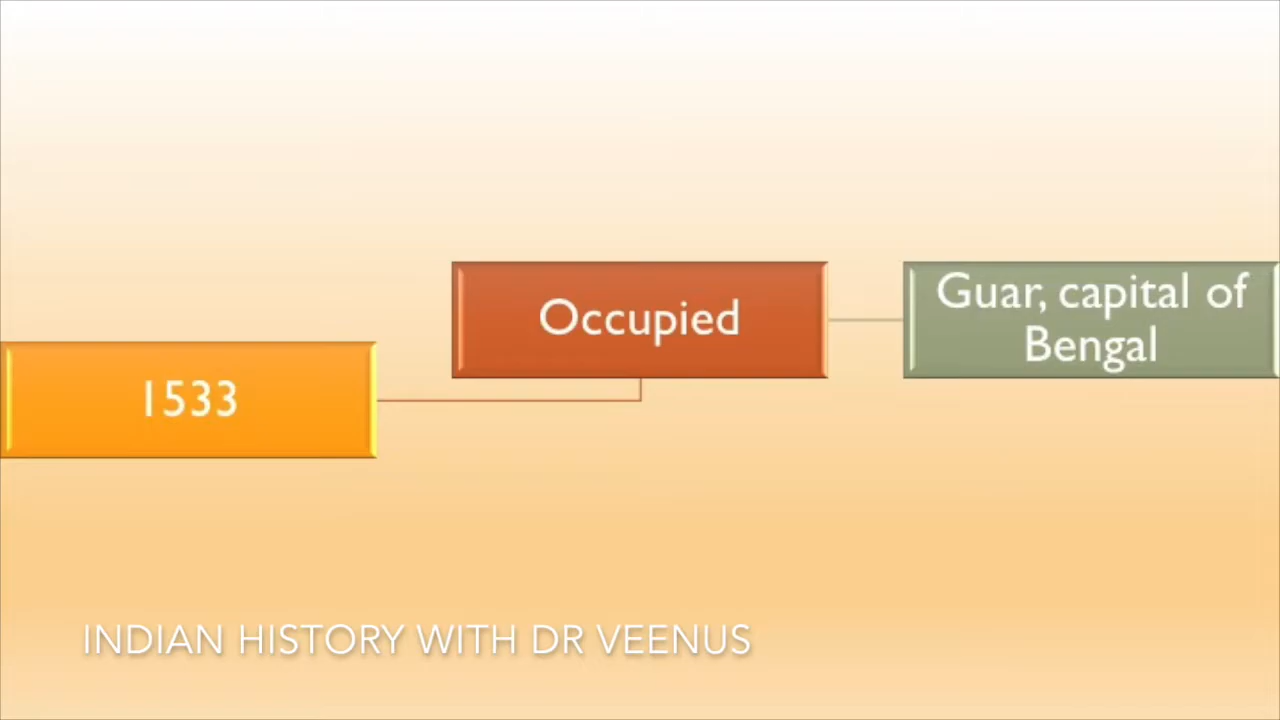 1533
Occupied
Guar, capital of
Bengal
INDIAN HISTORY WITH DR VEENUS